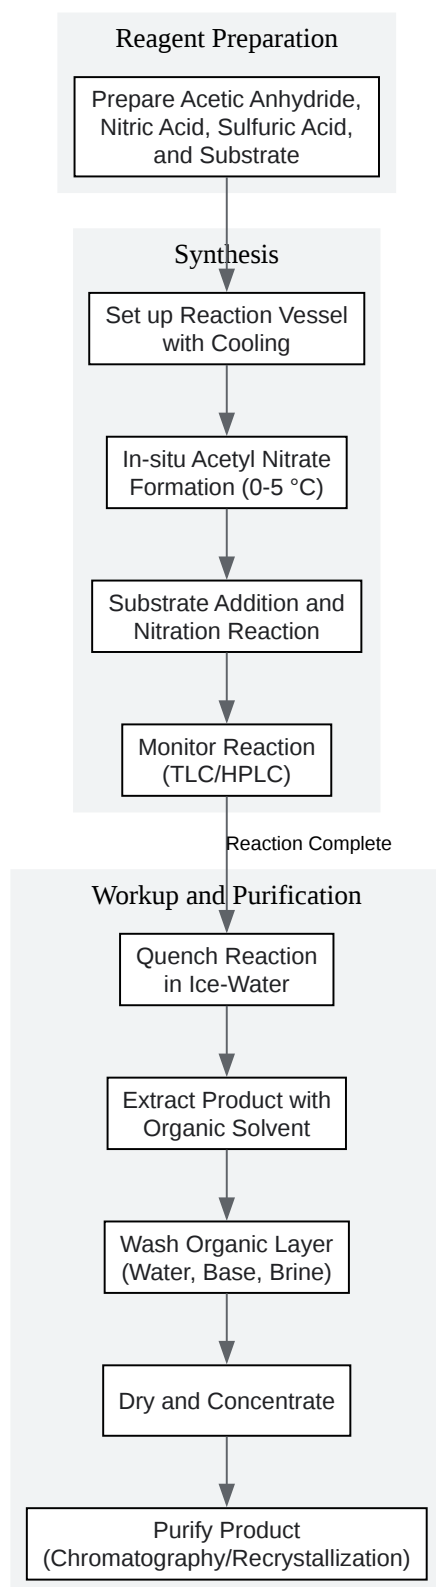 Reagent Preparation
Prepare Acetic Anhydride,
Nitric Acid, Sulfuric Acid,
and Substrate
Synthesis
Set up Reaction Vessel
with Cooling
In-situ Acetyl Nitrate
Formation (0-5 °C)
Substrate Addition and
Nitration Reaction
Monitor Reaction
(TLC/HPLC)
Reaction Complete
Workup and Purification
Quench Reaction
in Ice-Water
Extract Product with
Organic Solvent
Wash Organic Layer
(Water, Base, Brine)
Dry and Concentrate
Purify Product
(Chromatography/Recrystallization)